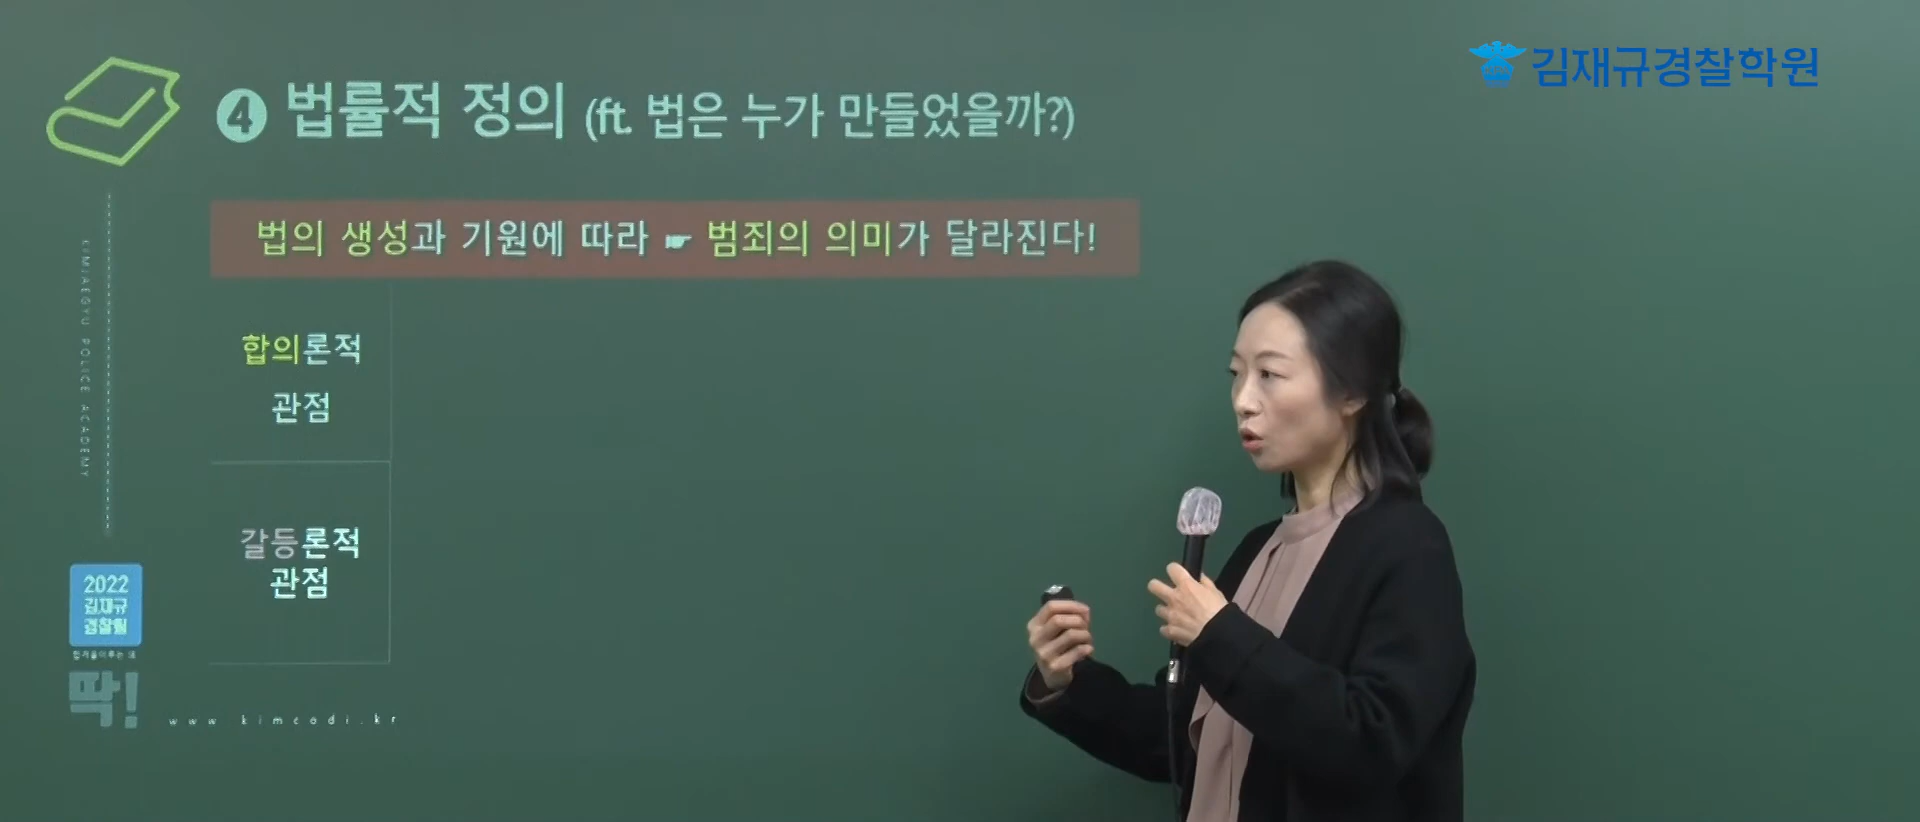 김재규경찰학원
4 법률적 정의 (ft. 법은 누가 만들었을까?)
법의 생성과 기원에 따라 ☛ 범죄의 의미가 달라진다!
합의론적
관점
갈등론적
관점
KIMJAEGYU POLICE ACADEMY
2022
김재규
경찰팀
딱!
www.kimcodi.kr